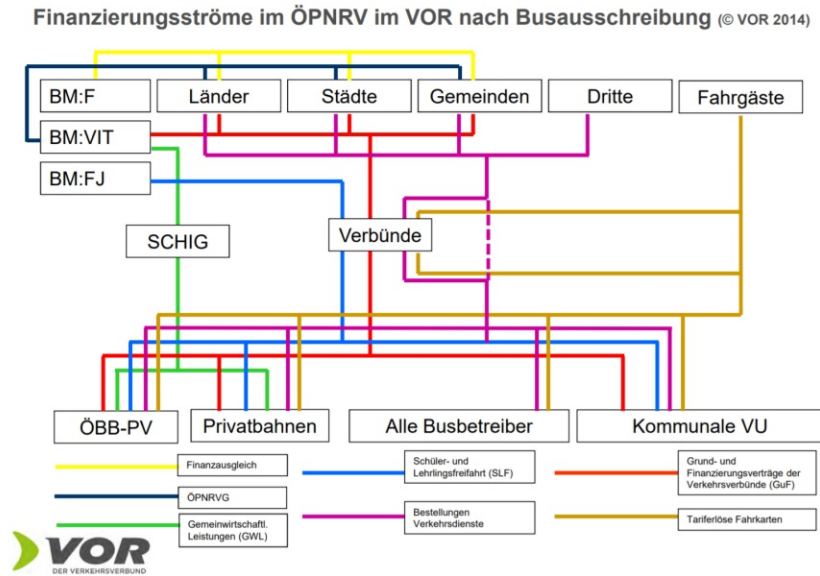 Finanzierungsströme im ÖPNRV im VOR nach Busausschreibung (© VOR 2014)
BM:F
Länder
Städte
Gemeinden
Dritte
Fahrgäste
BM:VIT
BM:FJ
SCHIG
Verbünde
ÖBB-PV
Privatbahnen
Alle Busbetreiber
Kommunale VU
Finanzausgleich
Schüler- und
Lehrlingsfreifahrt (SLF)
Grund- und
Finanzierungsverträge der
Verkehrsverbünde (GuF)
ÖPNRVG
Gemeinwirtschaftl.
Leistungen (GWL)
Bestellungen
Verkehrsdienste
Tariferlöse Fahrkarten
VOR
DER VERKEHRSVERBUND